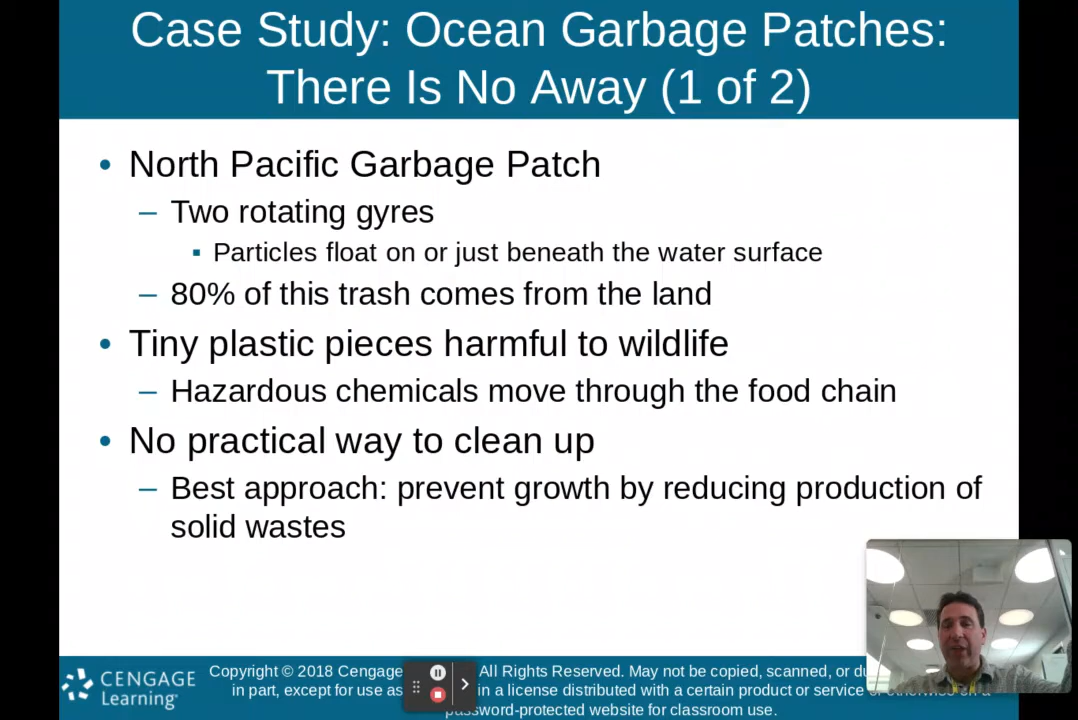 Case Study: Ocean Garbage Patches:
There Is No Away (1 of 2)
• North Pacific Garbage Patch
– Two rotating gyres
▪ Particles float on or just beneath the water surface
– 80% of this trash comes from the land
• Tiny plastic pieces harmful to wildlife
– Hazardous chemicals move through the food chain
• No practical way to clean up
– Best approach: prevent growth by reducing production of
solid wastes
CENGAGE
Learning™
Copyright © 2018 Cengage All Rights Reserved. May not be copied, scanned, or
in part, except for use as in a license distributed with a certain product or service
password-protected website for classroom use.